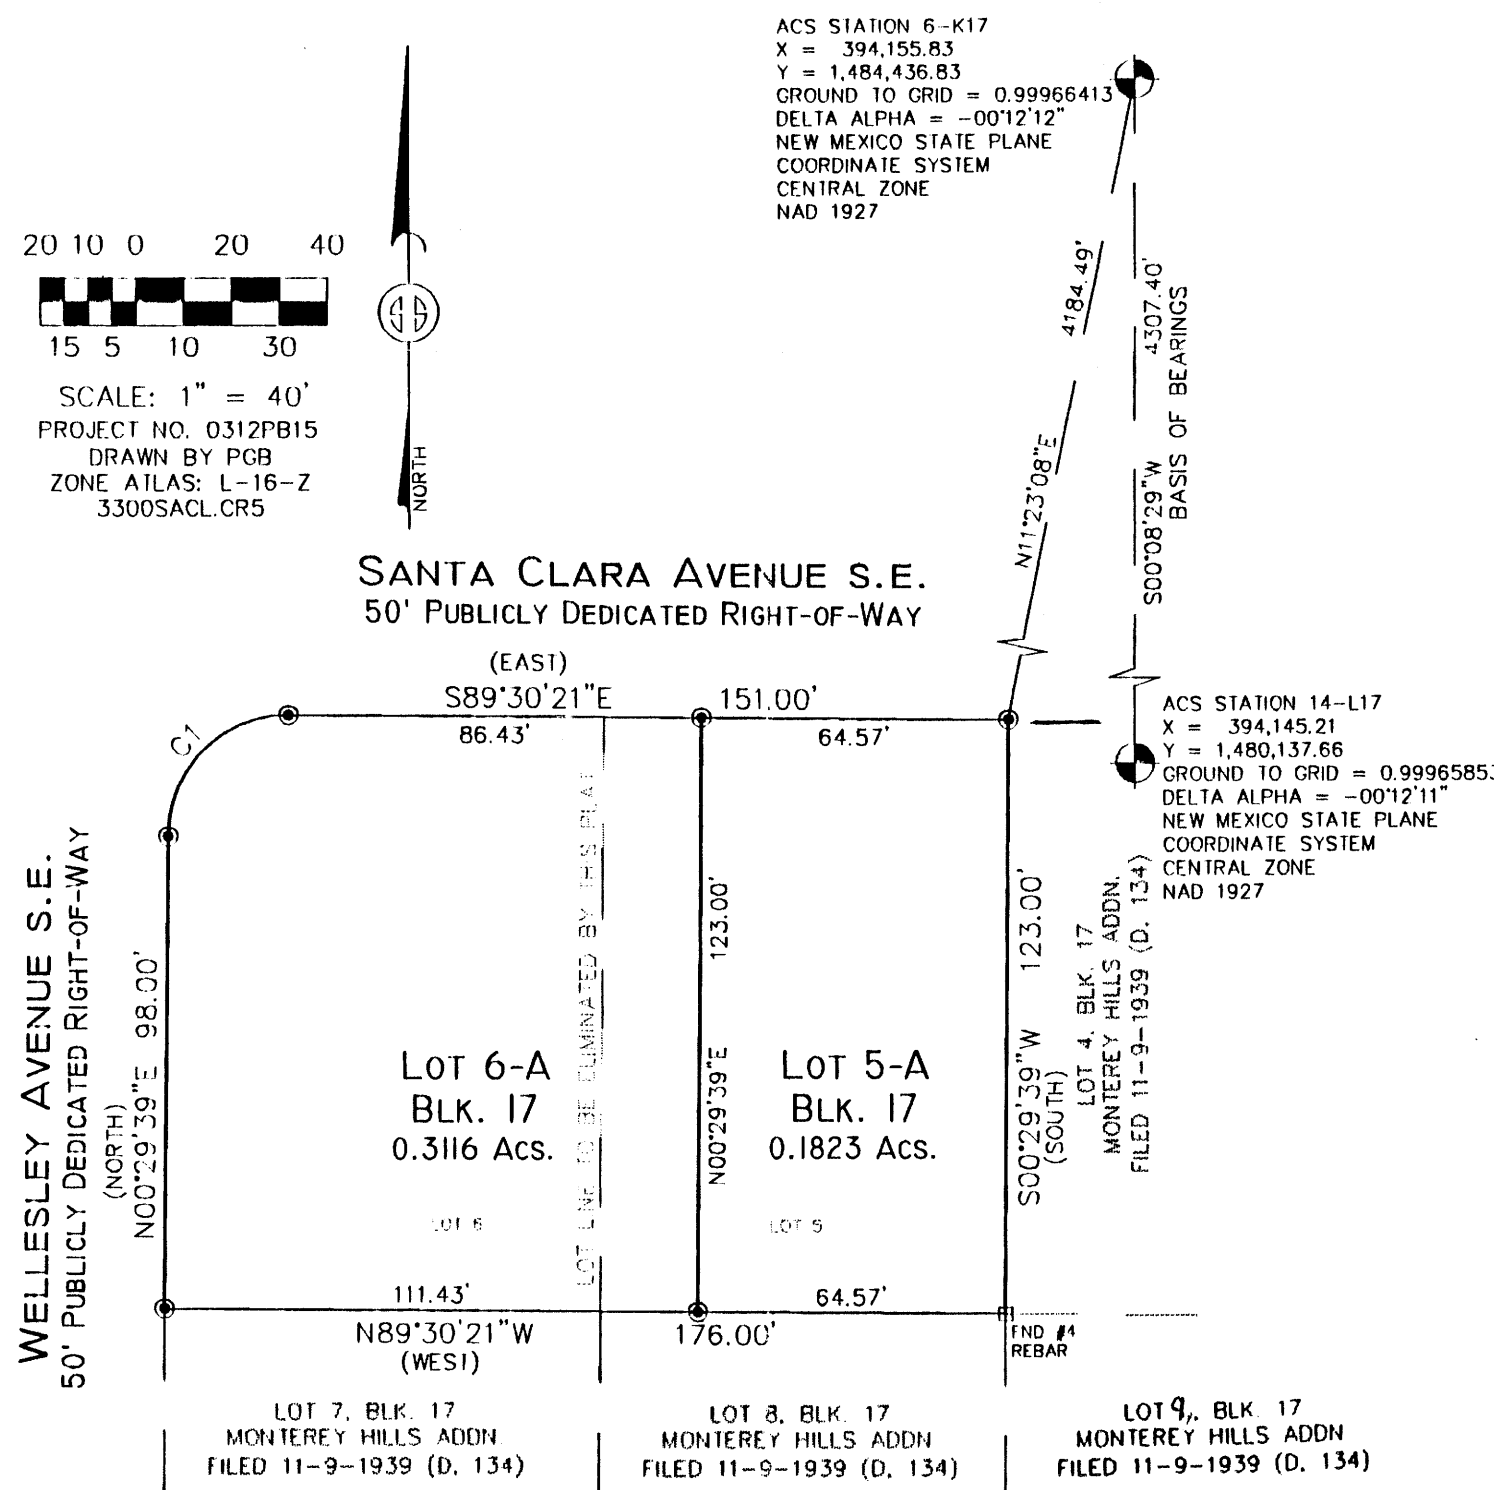 ACS STATION 6-K17
X = 394,155.83
Y = 1,484,436.83
GROUND TO GRID = 0.99966413
DELTA ALPHA = -00°12'12"
NEW MEXICO STATE PLANE
COORDINATE SYSTEM
CENTRAL ZONE
NAD 1927
20 10 0 20 40
15 5 10 30
SCALE: 1" = 40'
PROJECT NO. 0312PB15
DRAWN BY PGB
ZONE ATLAS: L-16-Z
3300SACL.CR5
SS
NORTH
4184.49'
N11°23'08"E
4307.40'
S00°08'29"W
BASIS OF BEARINGS
SANTA CLARA AVENUE S.E.
50' PUBLICLY DEDICATED RIGHT-OF-WAY
(EAST)
S89°30'21"E 151.00'
86.43'
64.57'
C1
ACS STATION 14-L17
X = 394,145.21
Y = 1,480,137.66
GROUND TO GRID = 0.9996585
DELTA ALPHA = -00°12'11"
NEW MEXICO STATE PLANE
COORDINATE SYSTEM
CENTRAL ZONE
NAD 1927
WELLESLEY AVENUE S.E.
50' PUBLICLY DEDICATED RIGHT-OF-WAY
(NORTH)
N00°29'39"E 98.00'
LOT LINE TO BE ELIMINATED BY THIS PLAT
N00°29'39"E 123.00'
S00°29'39"W 123.00'
(SOUTH)
LOT 4, BLK. 17
MONTEREY HILLS ADDN.
FILED 11-9-1939 (D. 134)
LOT 6-A
BLK. 17
0.3116 ACS.
LOT 5-A
BLK. 17
0.1823 ACS.
LOT 6
LOT 5
111.43'
64.57'
N89°30'21"W 176.00'
(WEST)
FND #4
REBAR
LOT 7, BLK. 17
MONTEREY HILLS ADDN
FILED 11-9-1939 (D. 134)
LOT 8, BLK. 17
MONTEREY HILLS ADDN
FILED 11-9-1939 (D. 134)
LOT 9, BLK. 17
MONTEREY HILLS ADDN
FILED 11-9-1939 (D. 134)